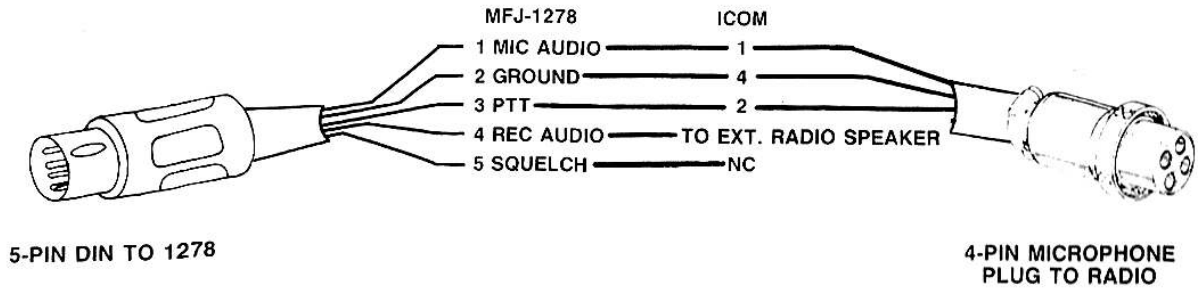 MFJ-1278 ICOM
1 MIC AUDIO 1
2 GROUND 4
3 PTT 2
4 REC AUDIO TO EXT. RADIO SPEAKER
5 SQUELCH NC
5-PIN DIN TO 1278
4-PIN MICROPHONE
PLUG TO RADIO